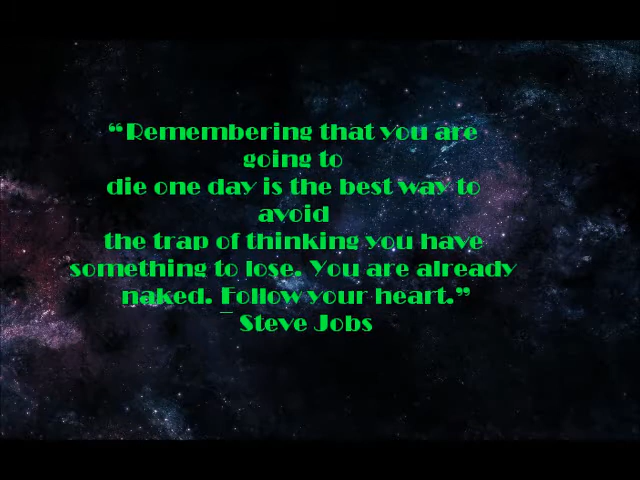 “Remembering that you are
going to
die one day is the best way to
avoid
the trap of thinking you have
something to lose. You are already
naked. Follow your heart.”
― Steve Jobs